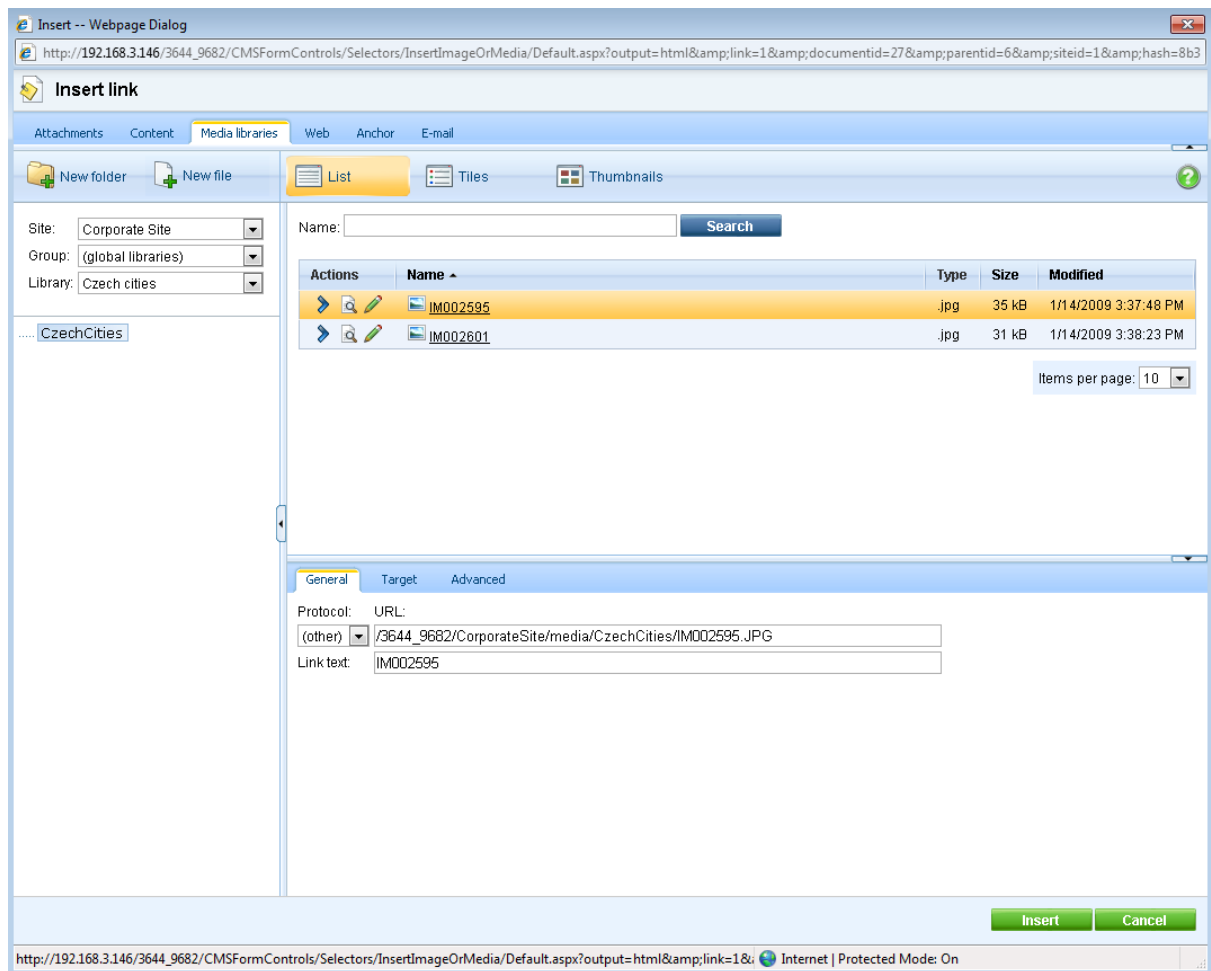 Insert -- Webpage Dialog
http://192.168.3.146/3644_9682/CMSFormControls/Selectors/InsertImageOrMedia/Default.aspx?output=html&amp;link=1&amp;documentid=27&amp;parentid=6&amp;siteid=1&amp;hash=8b3
Insert link
Attachments Content Media libraries Web Anchor E-mail
New folder New file List Tiles Thumbnails
Site: Corporate Site
Group: (global libraries)
Library: Czech cities
CzechCities
Name: Search
Actions Name Type Size Modified
IM002595 .jpg 35 kB 1/14/2009 3:37:48 PM
IM002601 .jpg 31 kB 1/14/2009 3:38:23 PM
Items per page: 10
General Target Advanced
Protocol: URL:
(other) /3644_9682/CorporateSite/media/CzechCities/IM002595.JPG
Link text: IM002595
Insert Cancel
http://192.168.3.146/3644_9682/CMSFormControls/Selectors/InsertImageOrMedia/Default.aspx?output=html&amp;link=1& Internet | Protected Mode: On